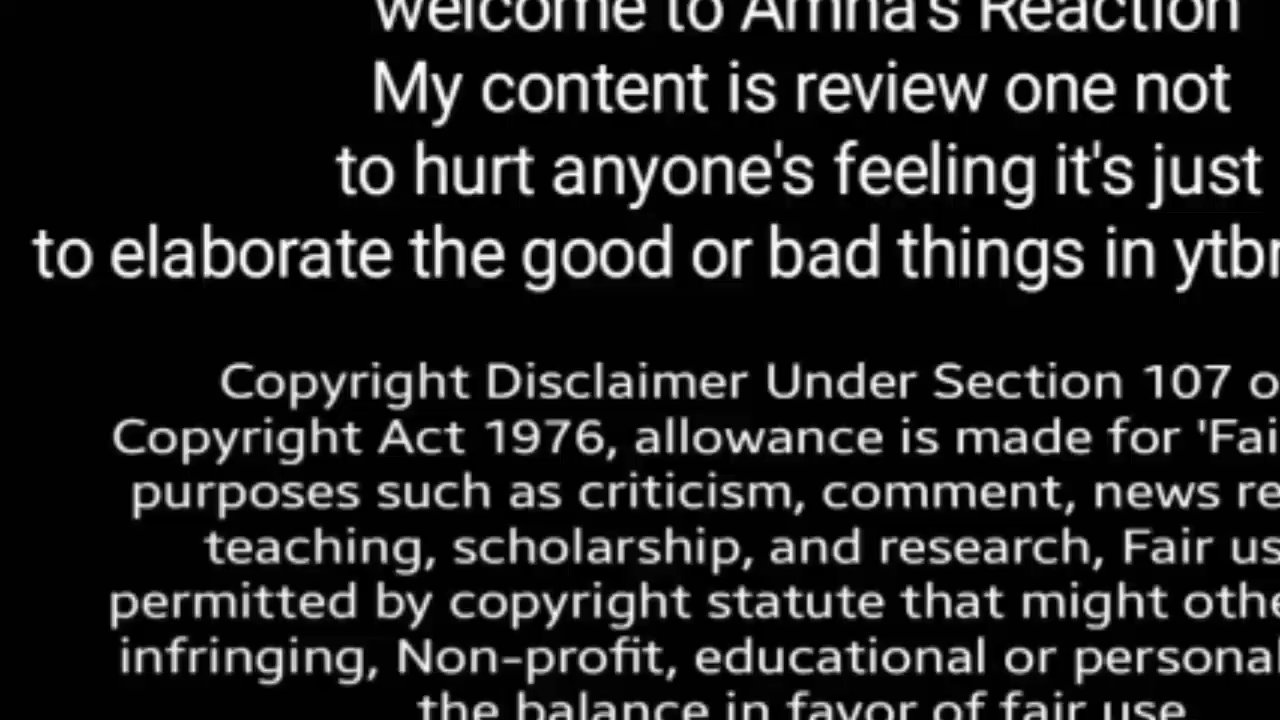 welcome to Amna's Reaction
My content is review one not
to hurt anyone's feeling it's just
to elaborate the good or bad things in
Copyright Disclaimer Under Section 107
Copyright Act 1976, allowance is made for
purposes such as criticism, comment, news
teaching, scholarship, and research, Fair
permitted by copyright statute that might
infringing, Non-profit, educational or personal
the balance in favor of fair use